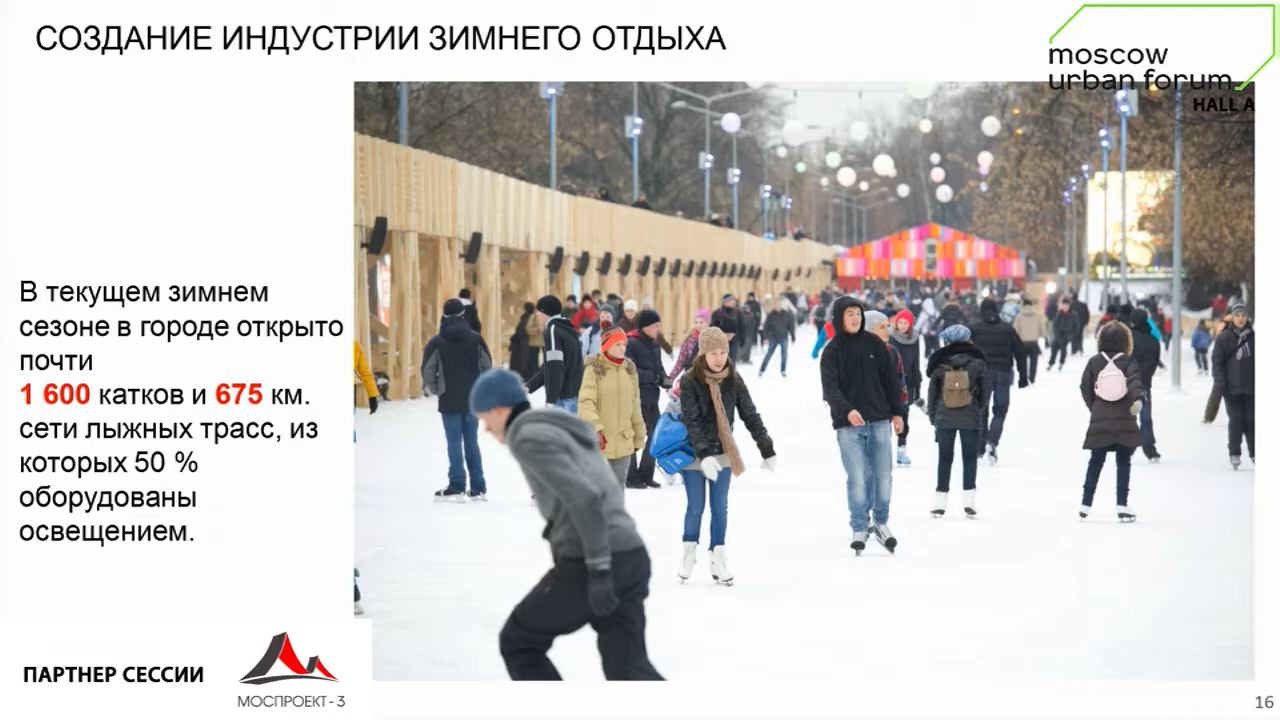 СОЗДАНИЕ ИНДУСТРИИ ЗИМНЕГО ОТДЫХА
moscow
urban forum
HALL A
В текущем зимнем
сезоне в городе открыто
почти
1 600 катков и 675 км.
сети лыжных трасс, из
которых 50 %
оборудованы
освещением.
ПАРТНЕР СЕССИИ
МОСПРОЕКТ-3
16